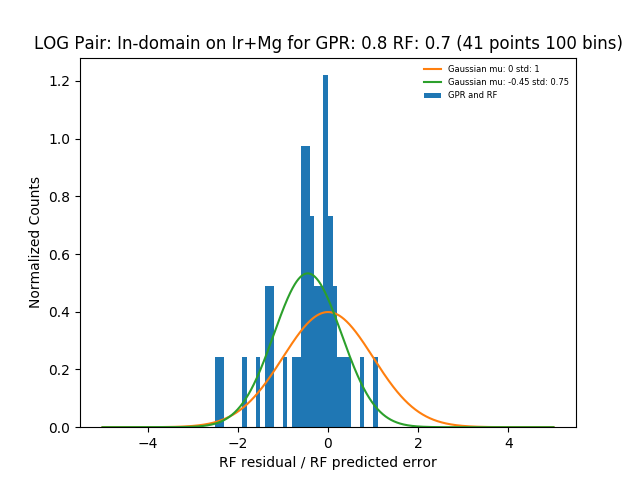 LOG Pair: In-domain on Ir+Mg for GPR: 0.8 RF: 0.7 (41 points 100 bins)
Gaussian mu: 0 std: 1
Gaussian mu: -0.45 std: 0.75
GPR and RF
Normalized Counts
1.2
1.0
0.8
0.6
0.4
0.2
0.0
−4 −2 0 2 4
RF residual / RF predicted error